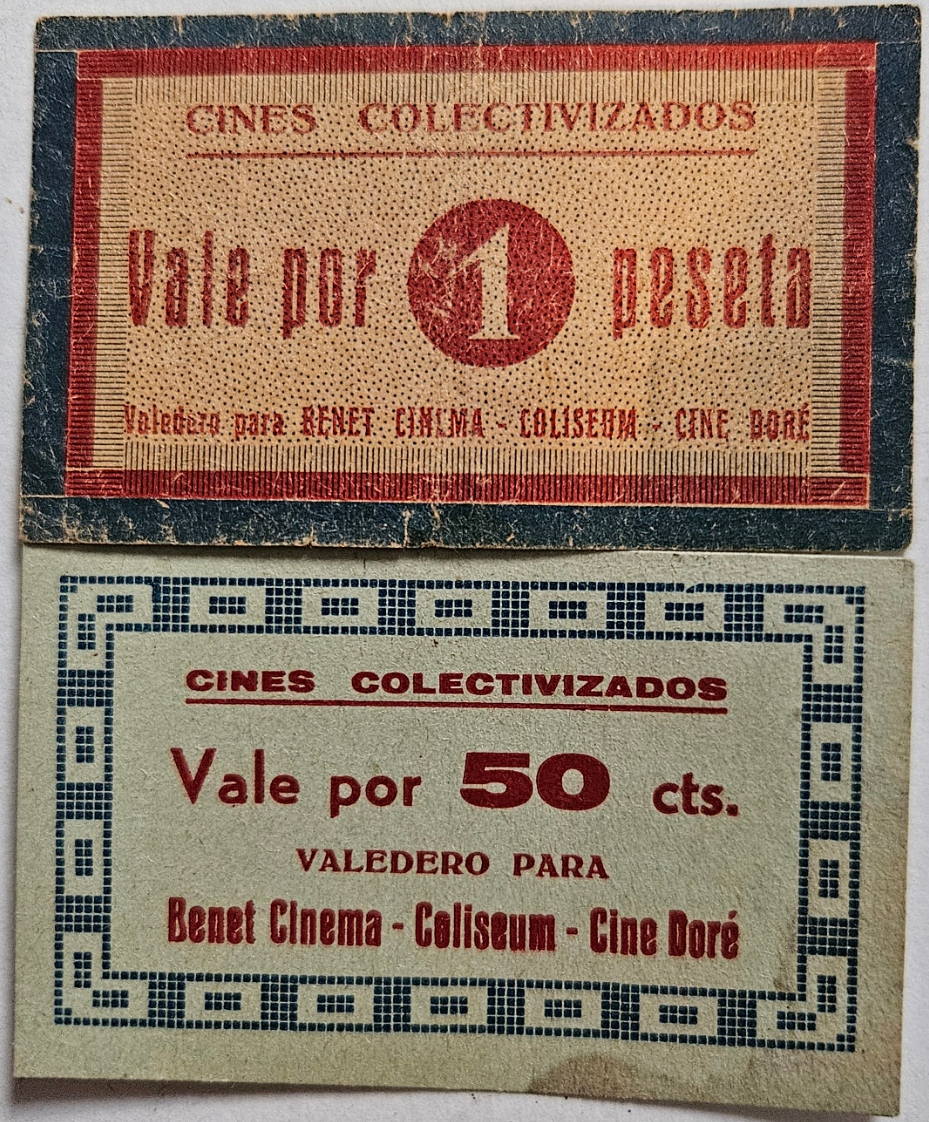 CINES COLECTIVIZADOS
Vale por 1 peseta
Valedero para BENET CINEMA - COLÍSEUM - CINE DORÉ
CINES COLECTIVIZADOS
Vale por 50 cts.
VALEDERO PARA
Benet Cinema - Coliseum - Cine Doré